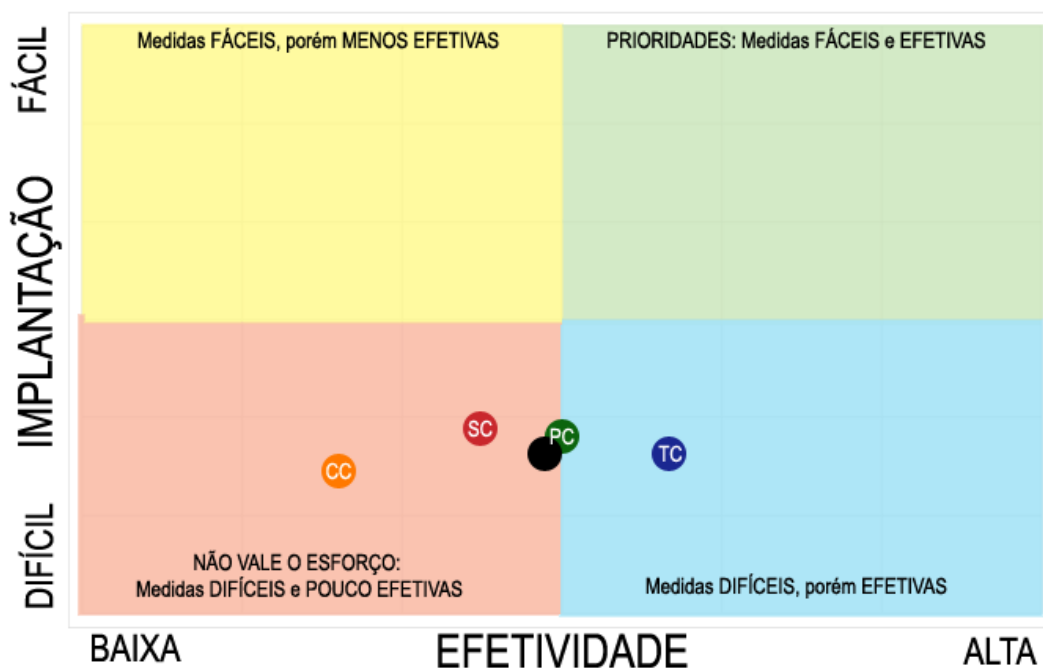 Medidas FÁCEIS, porém MENOS EFETIVAS
PRIORIDADES: Medidas FÁCEIS e EFETIVAS
FÁCIL
IMPLANTAÇÃO
DIFÍCIL
SC
PC
TC
CC
NÃO VALE O ESFORÇO:
Medidas DIFÍCEIS e POUCO EFETIVAS
Medidas DIFÍCEIS, porém EFETIVAS
BAIXA
EFETIVIDADE
ALTA